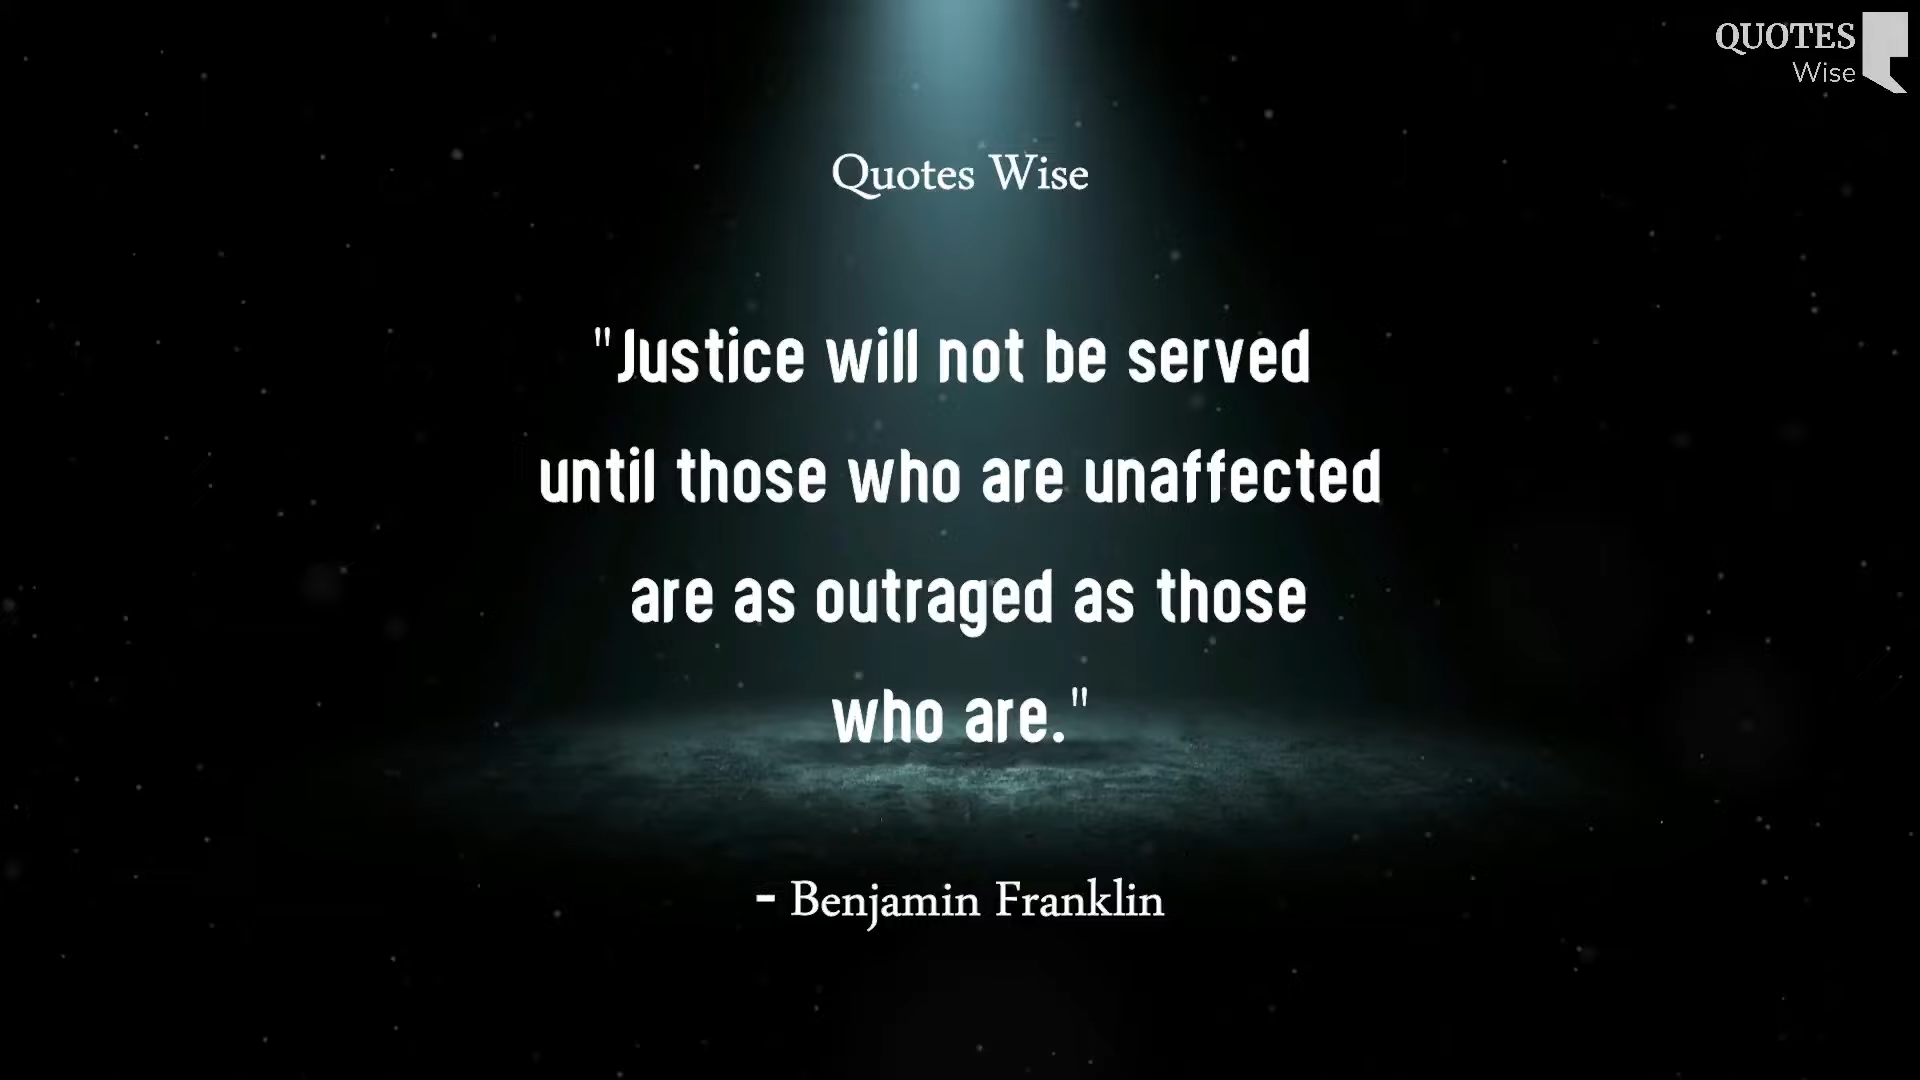 QUOTES
Wise
Quotes Wise
"Justice will not be served
until those who are unaffected
are as outraged as those
who are."
- Benjamin Franklin